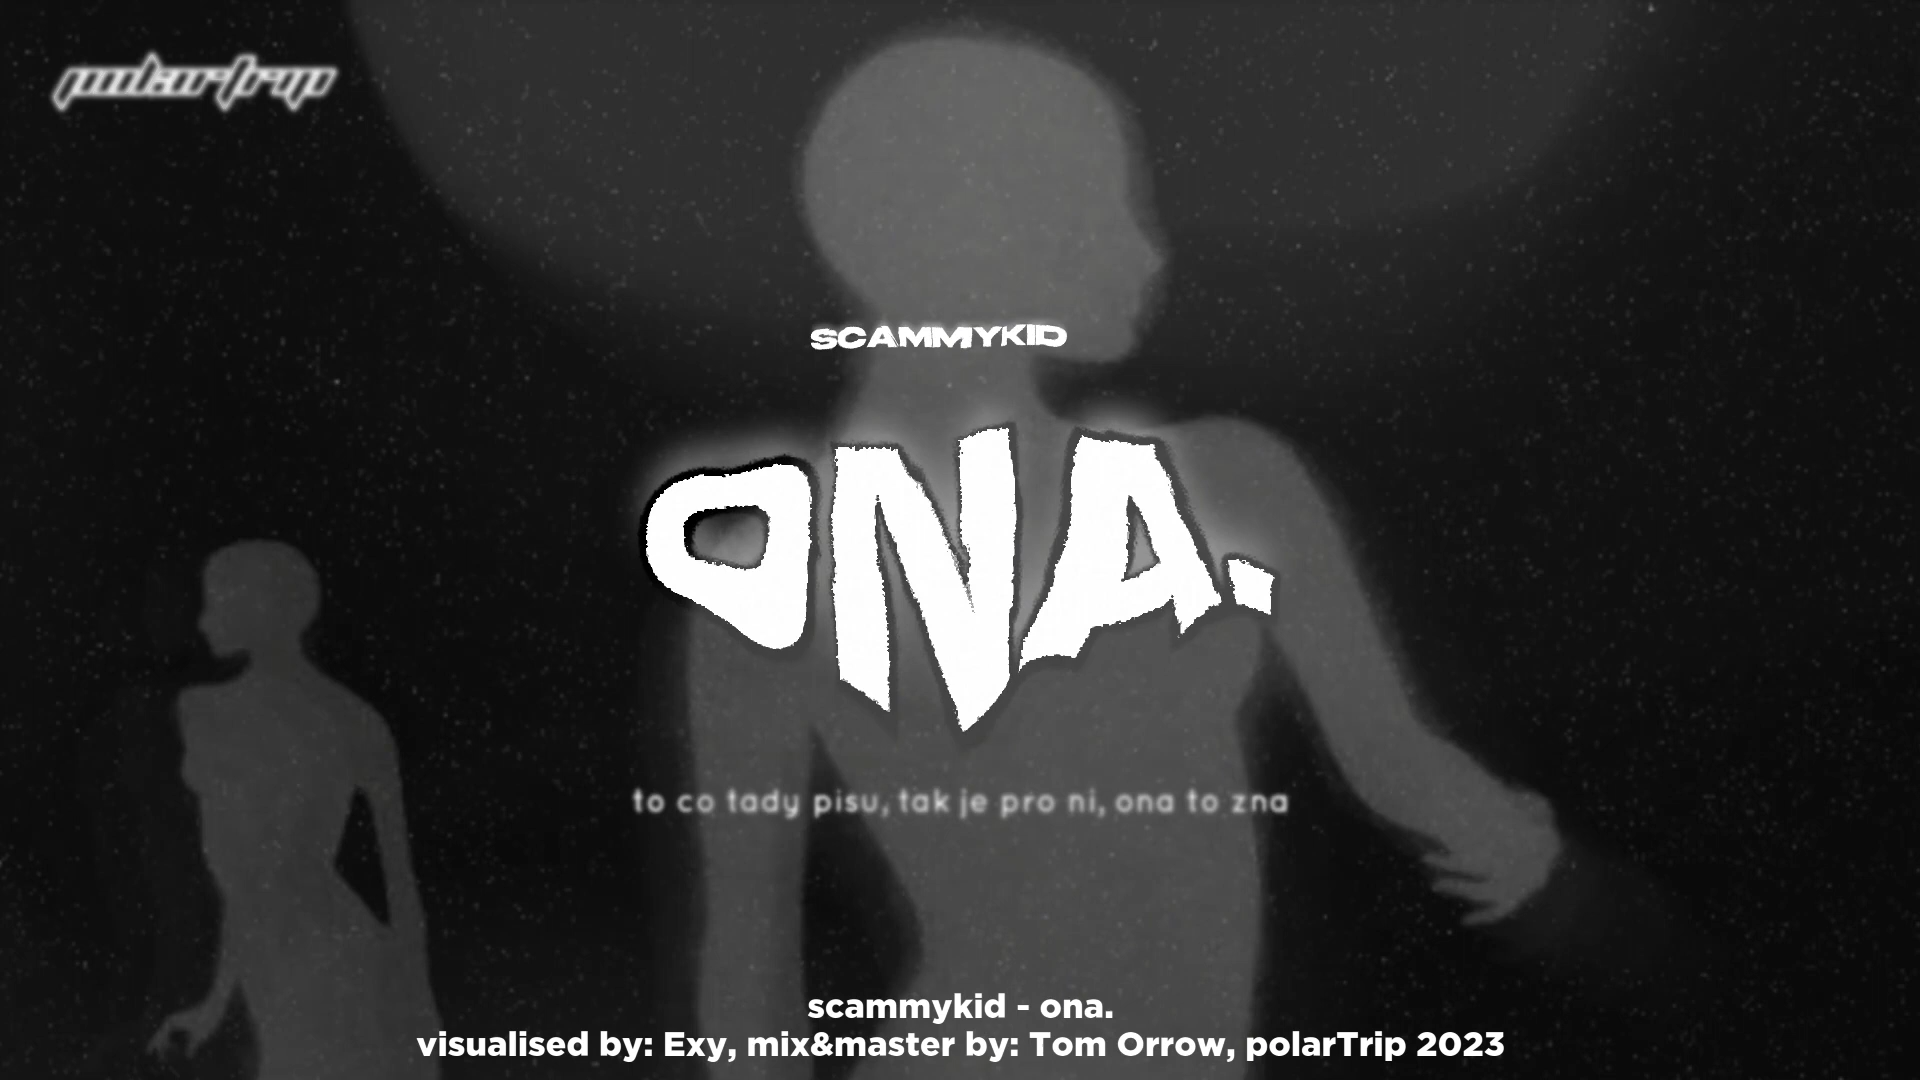 polartrip
SCAMMYKID
ONA.
to co tady pisu, tak je pro ni, ona to zna
scammykid - ona.
visualised by: Exy, mix&master by: Tom Orrow, polarTrip 2023